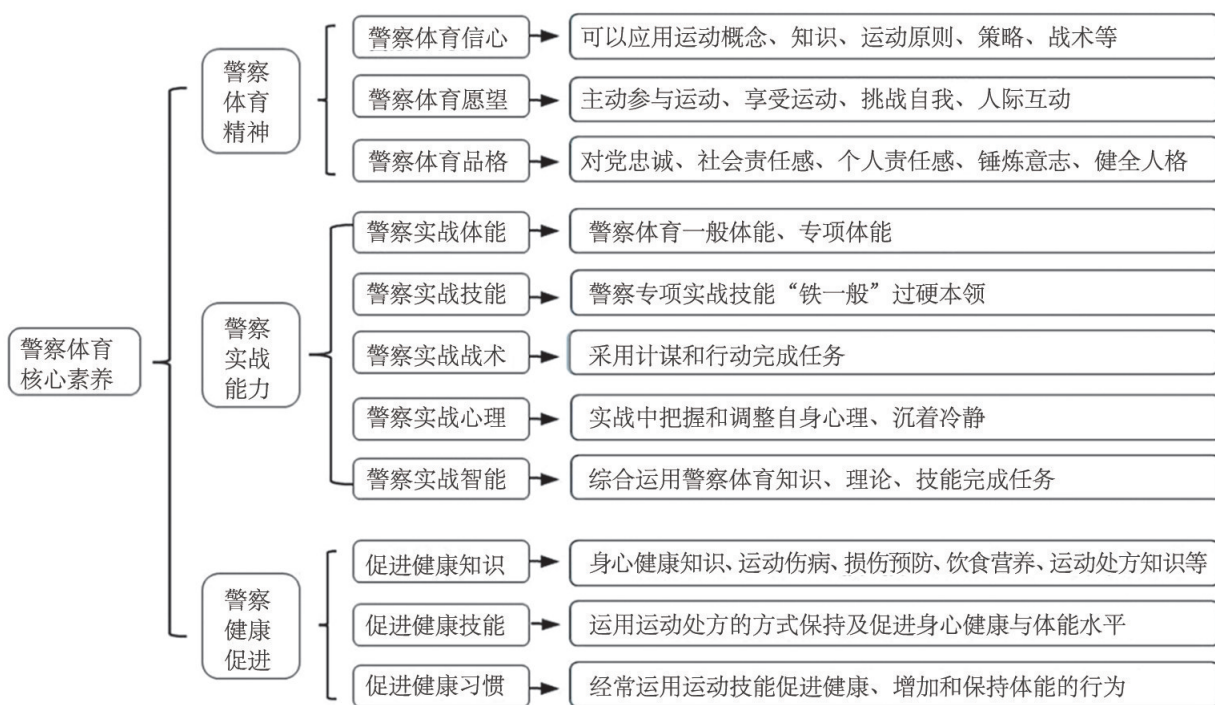 警察体育
核心素养
警察
体育
精神
警察体育信心
可以应用运动概念、知识、运动原则、策略、战术等
警察体育愿望
主动参与运动、享受运动、挑战自我、人际互动
警察体育品格
对党忠诚、社会责任感、个人责任感、锤炼意志、健全人格
警察
实战
能力
警察实战体能
警察体育一般体能、专项体能
警察实战技能
警察专项实战技能“铁一般”过硬本领
警察实战战术
采用计谋和行动完成任务
警察实战心理
实战中把握和调整自身心理、沉着冷静
警察实战智能
综合运用警察体育知识、理论、技能完成任务
警察
健康
促进
促进健康知识
身心健康知识、运动伤病、损伤预防、饮食营养、运动处方知识等
促进健康技能
运用运动处方的方式保持及促进身心健康与体能水平
促进健康习惯
经常运用运动技能促进健康、增加和保持体能的行为